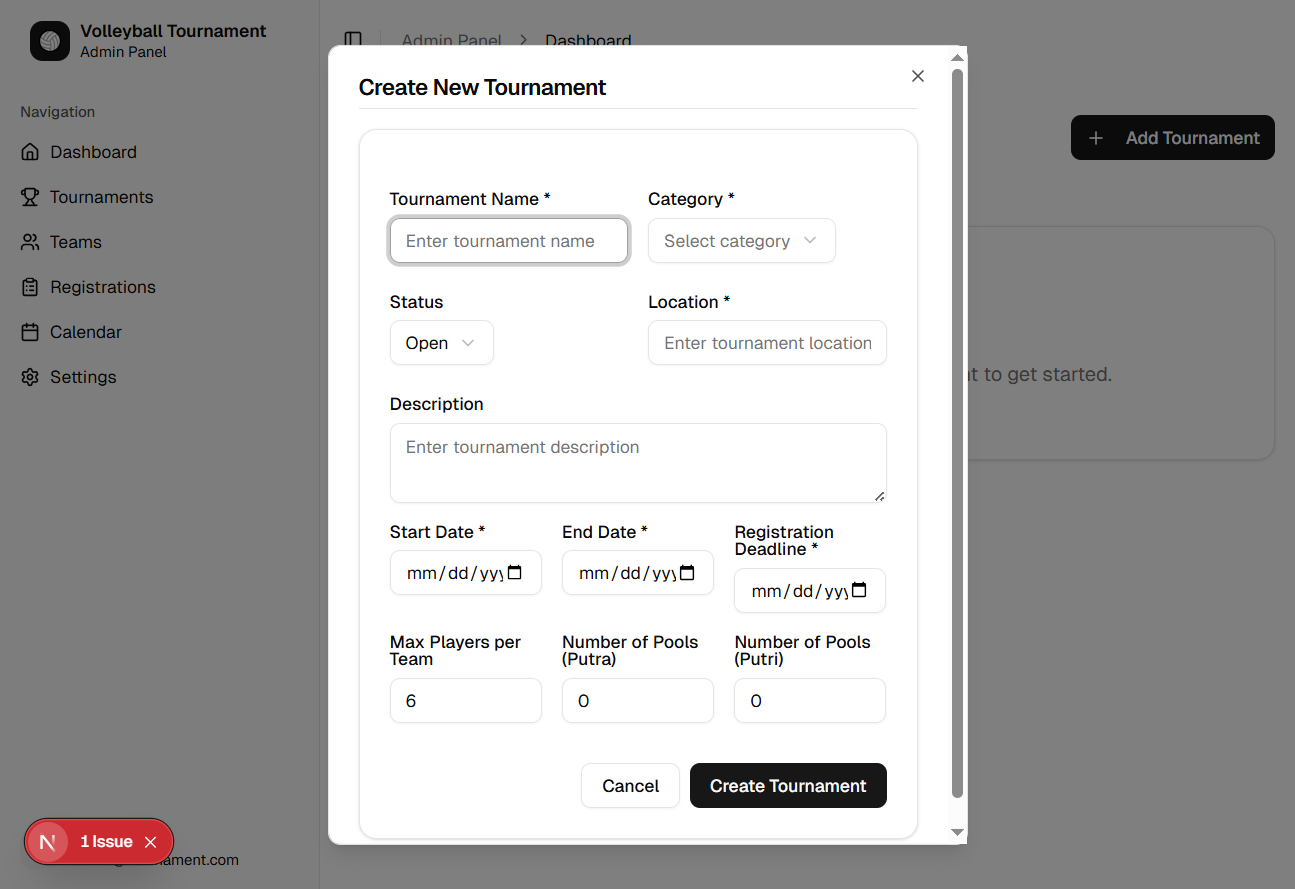 Volleyball Tournament
Admin Panel
Navigation
Dashboard
Tournaments
Teams
Registrations
Calendar
Settings
Admin Panel
Dashboard
Add Tournament
to get started.
Create New Tournament
Tournament Name *
Enter tournament name
Category *
Select category
Status
Open
Location *
Enter tournament location
Description
Enter tournament description
Start Date *
mm/dd/yyy
End Date *
mm/dd/yyy
Registration
Deadline *
mm/dd/yyy
Max Players per
Team
6
Number of Pools
(Putra)
0
Number of Pools
(Putri)
0
Cancel
Create Tournament
N
1 Issue
ament.com